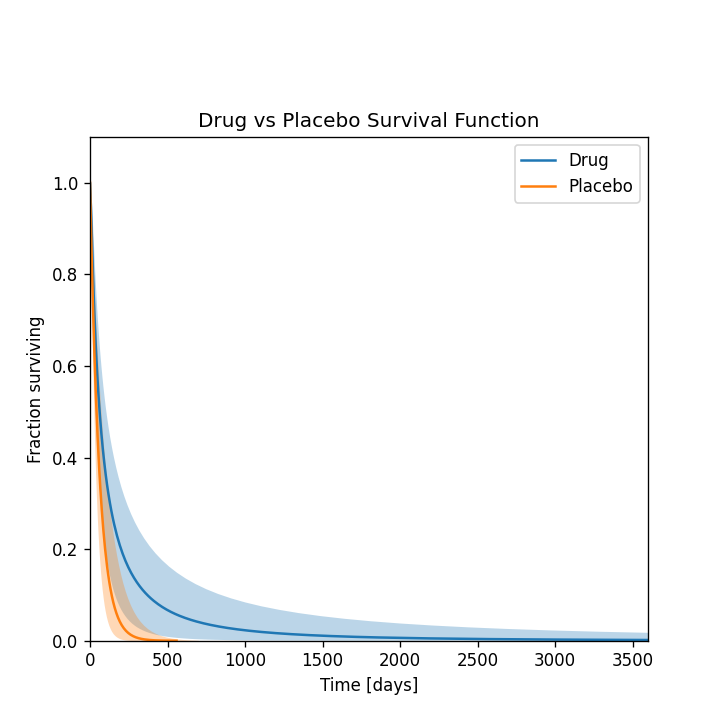 Drug vs Placebo Survival Function
Drug
Placebo
1.0
0.8
0.6
0.4
0.2
0.0
Fraction surviving
0 500 1000 1500 2000 2500 3000 3500
Time [days]